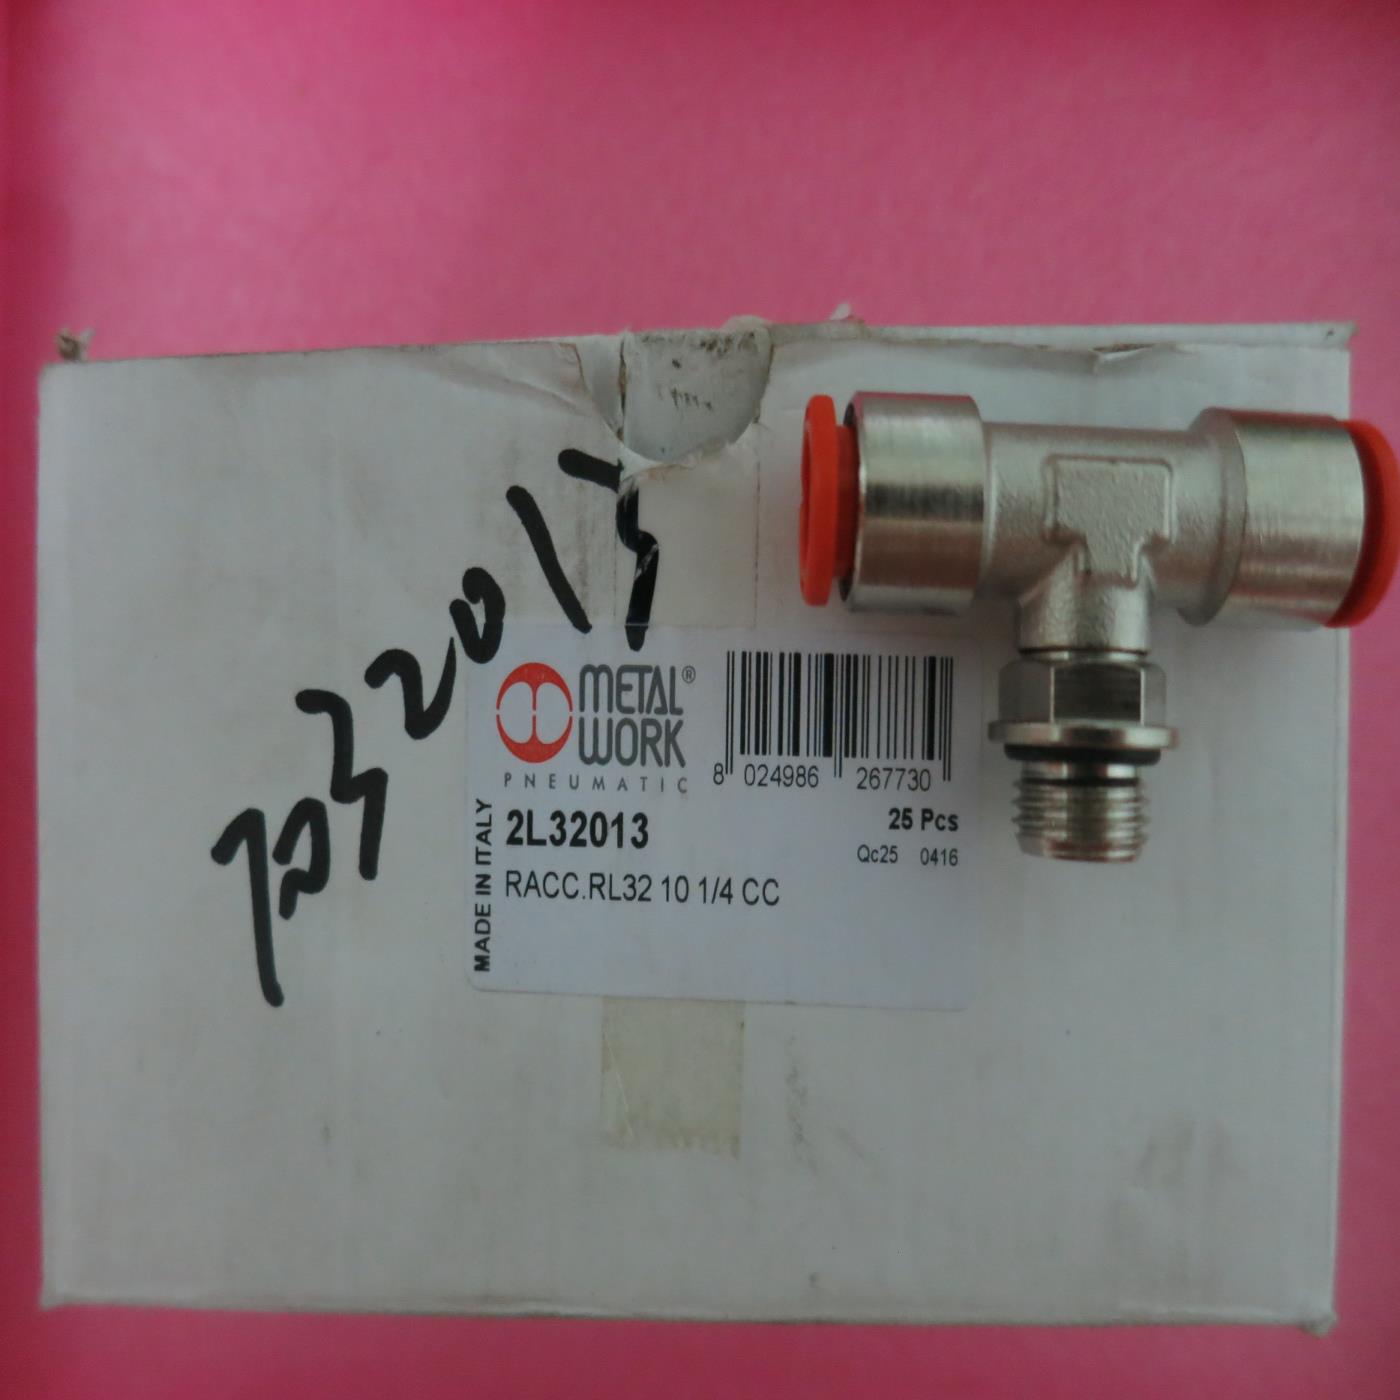 METAL®
WORK
PNEUMATIC
8 024986 267730
2L32013
25 Pcs
Qc25 0416
RACC.RL32 10 1/4 CC
MADE IN ITALY